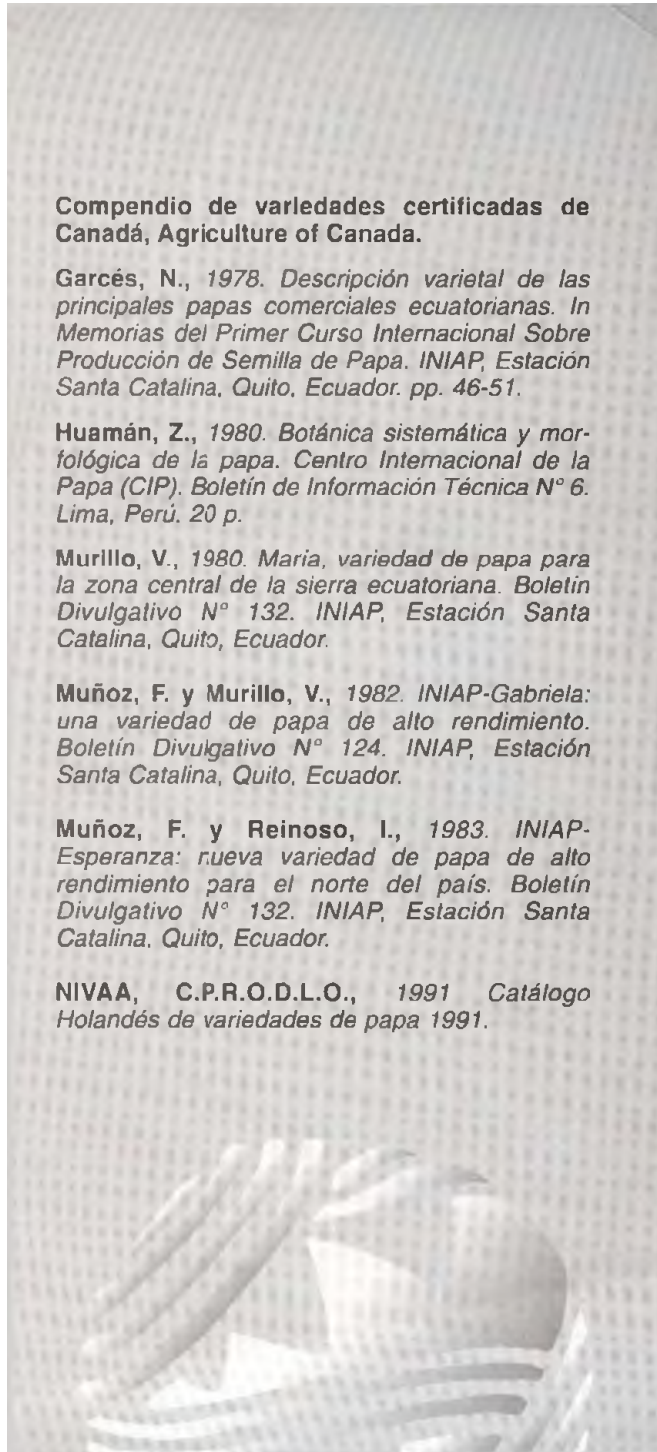 Compendio de variedades certificadas de
Canadá, Agriculture of Canada.
Garcés, N., 1978. Descripción varietal de las
principales papas comerciales ecuatorianas. In
Memorias del Primer Curso Internacional Sobre
Producción de Semilla de Papa. INIAP, Estación
Santa Catalina, Quito, Ecuador. pp. 46-51.
Huamán, Z., 1980. Botánica sistemática y mor-
fológica de la papa. Centro Internacional de la
Papa (CIP). Boletín de Información Técnica N° 6.
Lima, Perú. 20 p.
Murillo, V., 1980. María, variedad de papa para
la zona central de la sierra ecuatoriana. Boletín
Divulgativo N° 132. INIAP, Estación Santa
Catalina, Quito, Ecuador.
Muñoz, F. y Murillo, V., 1982. INIAP-Gabriela:
una variedad de papa de alto rendimiento.
Boletín Divulgativo N° 124. INIAP, Estación
Santa Catalina, Quito, Ecuador.
Muñoz, F. y Reinoso, I., 1983. INIAP-
Esperanza: nueva variedad de papa de alto
rendimiento para el norte del país. Boletín
Divulgativo N° 132. INIAP, Estación Santa
Catalina, Quito, Ecuador.
NIVAA, C.P.R.O.D.L.O., 1991 Catálogo
Holandés de variedades de papa 1991.